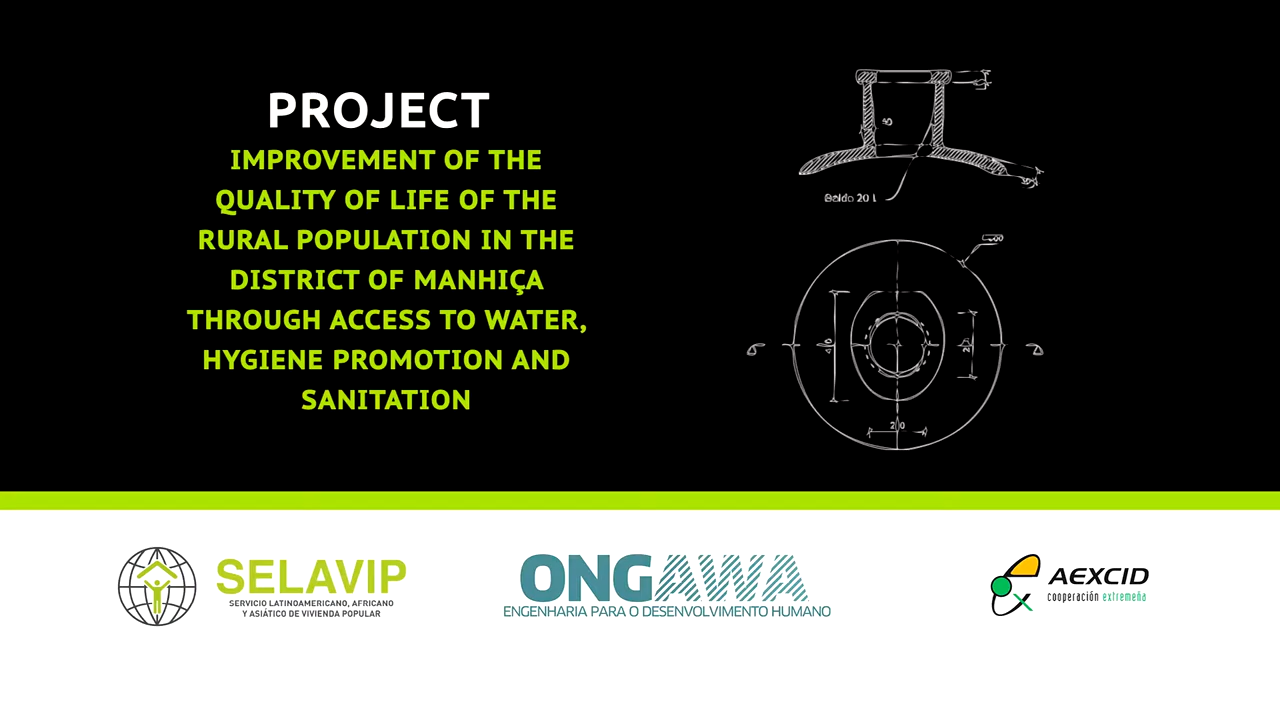 PROJECT
IMPROVEMENT OF THE
QUALITY OF LIFE OF THE
RURAL POPULATION IN THE
DISTRICT OF MANHIÇA
THROUGH ACCESS TO WATER,
HYGIENE PROMOTION AND
SANITATION
20 L
SELAVIP
SERVICIO LATINOAMERICANO, AFRICANO
Y ASIÁTICO DE VIVIENDA POPULAR
ONGAWA
ENGENHARIA PARA O DESENVOLVIMENTO HUMANO
AEXCID
cooperación extremeña